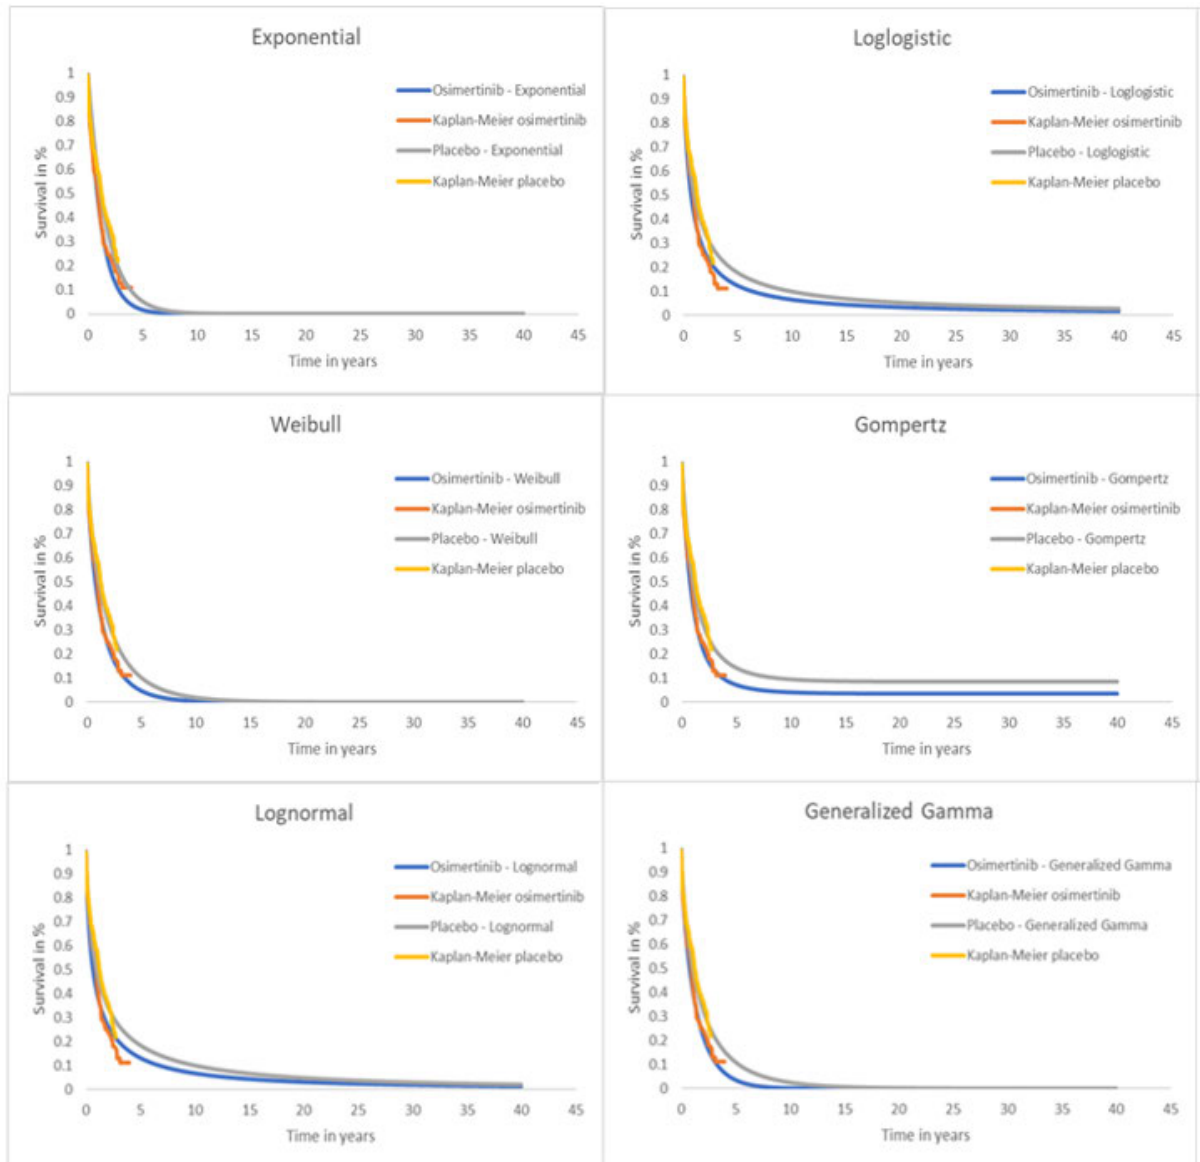 Exponential
Survival in %
1
0.9
0.8
0.7
0.6
0.5
0.4
0.3
0.2
0.1
0
0 5 10 15 20 25 30 35 40 45
Time in years
Osimertinib - Exponential
Kaplan-Meier osimertinib
Placebo - Exponential
Kaplan-Meier placebo
Loglogistic
Survival in %
1
0.9
0.8
0.7
0.6
0.5
0.4
0.3
0.2
0.1
0
0 5 10 15 20 25 30 35 40 45
Time in years
Osimertinib - Loglogistic
Kaplan-Meier osimertinib
Placebo - Loglogistic
Kaplan-Meier placebo
Weibull
Survival in %
1
0.9
0.8
0.7
0.6
0.5
0.4
0.3
0.2
0.1
0
0 5 10 15 20 25 30 35 40 45
Time in years
Osimertinib - Weibull
Kaplan-Meier osimertinib
Placebo - Weibull
Kaplan-Meier placebo
Gompertz
Survival in %
1
0.9
0.8
0.7
0.6
0.5
0.4
0.3
0.2
0.1
0
0 5 10 15 20 25 30 35 40 45
Time in years
Osimertinib - Gompertz
Kaplan-Meier osimertinib
Placebo - Gompertz
Kaplan-Meier placebo
Lognormal
Survival in %
1
0.9
0.8
0.7
0.6
0.5
0.4
0.3
0.2
0.1
0
0 5 10 15 20 25 30 35 40 45
Time in years
Osimertinib - Lognormal
Kaplan-Meier osimertinib
Placebo - Lognormal
Kaplan-Meier placebo
Generalized Gamma
Survival in %
1
0.9
0.8
0.7
0.6
0.5
0.4
0.3
0.2
0.1
0
0 5 10 15 20 25 30 35 40 45
Time in years
Osimertinib - Generalized Gamma
Kaplan-Meier osimertinib
Placebo - Generalized Gamma
Kaplan-Meier placebo